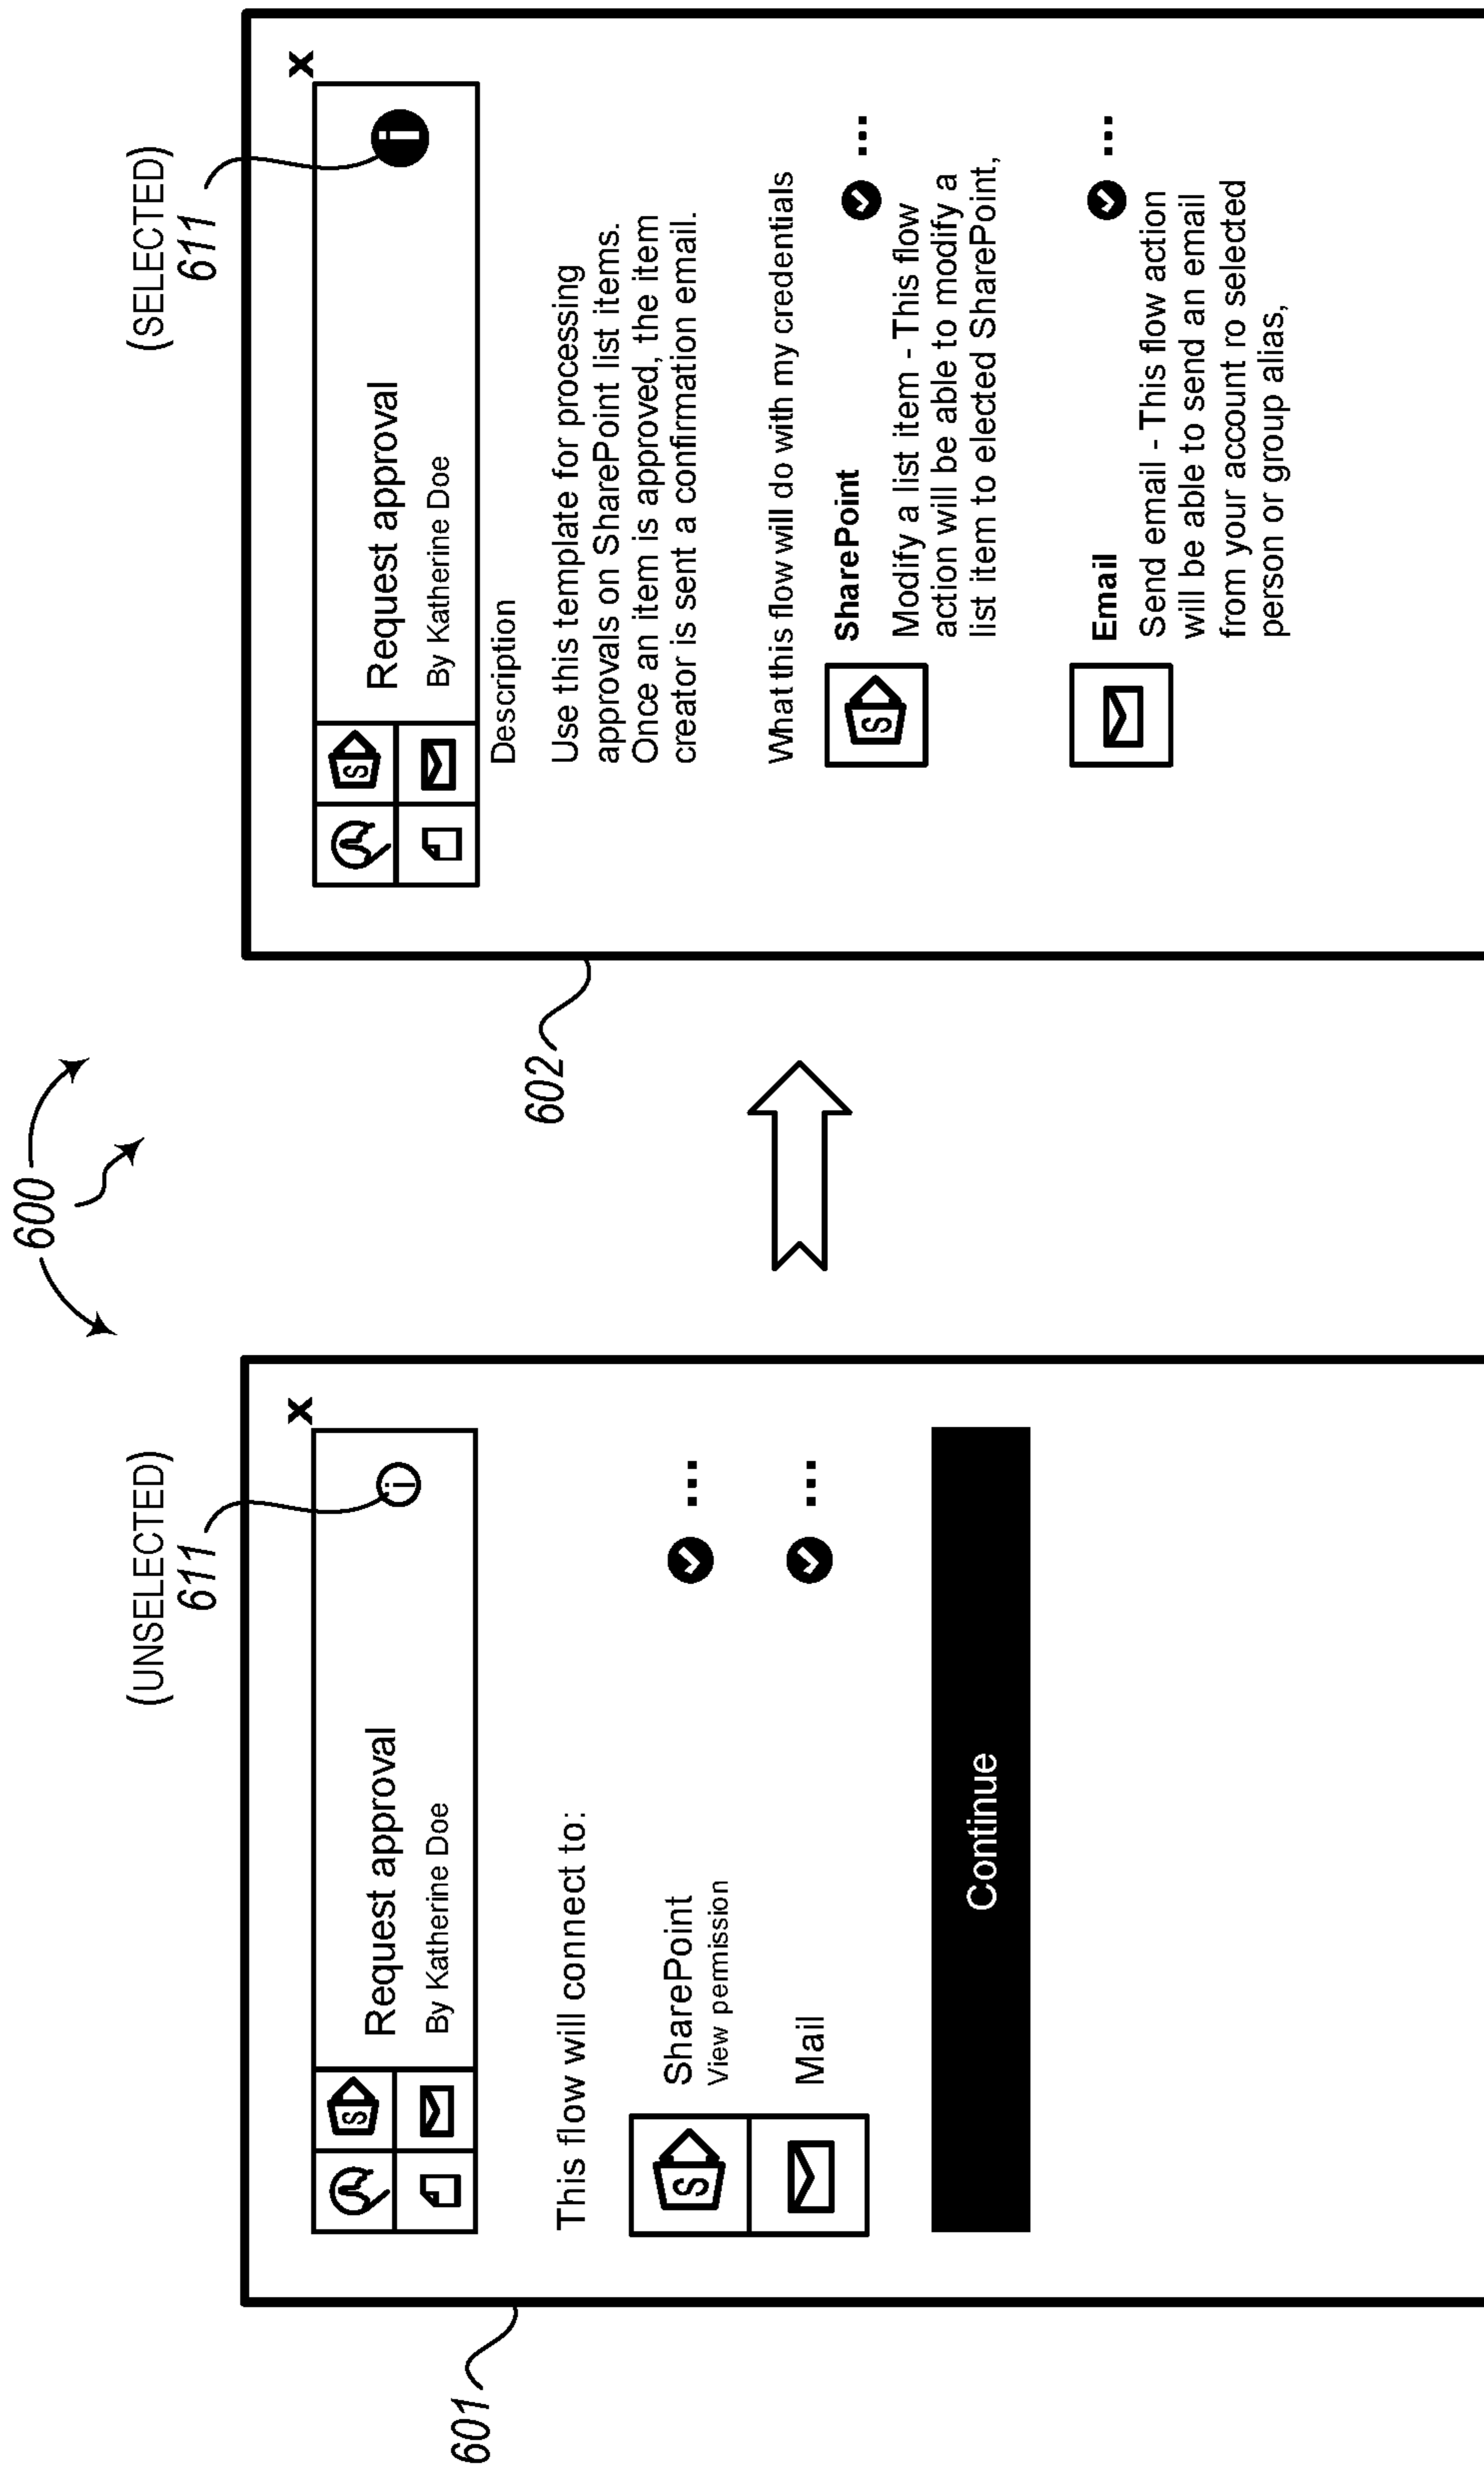 600
(UNSELECTED)
611
x
Request approval
i
By Katherine Doe
S
This flow will connect to:
S
SharePoint
...
View permission
Mail
...
Continue
601
(SELECTED)
611
x
Request approval
i
By Katherine Doe
S
Description
Use this template for processing
approvals on SharePoint list items.
Once an item is approved, the item
creator is sent a confirmation email.
What this flow will do with my credentials
S
SharePoint
...
Modify a list item - This flow
action will be able to modify a
list item to elected SharePoint,
Email
...
Send email - This flow action
will be able to send an email
from your account ro selected
person or group alias,
602